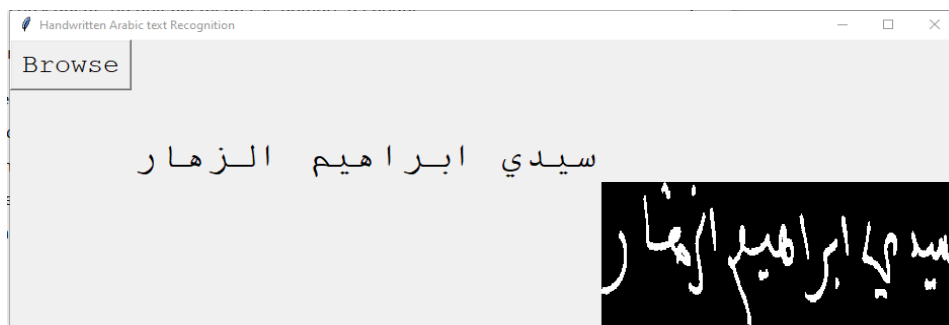 Handwritten Arabic text Recognition
Browse
سيدي ابراهيم الزهار
سيدي ابراهيم الزهار